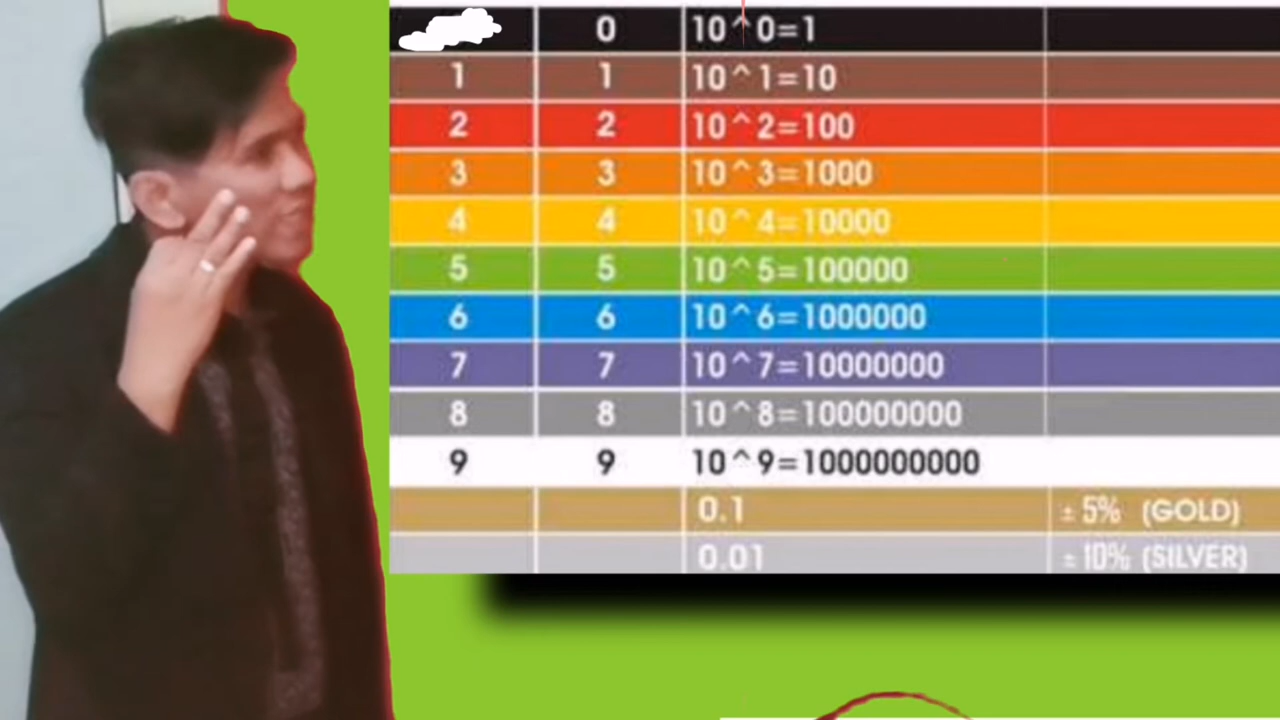 0 10^0=1
1 1 10^1=10
2 2 10^2=100
3 3 10^3=1000
4 4 10^4=10000
5 5 10^5=100000
6 6 10^6=1000000
7 7 10^7=10000000
8 8 10^8=100000000
9 9 10^9=1000000000
0.1 ± 5% (GOLD)
0.01 ± 10% (SILVER)